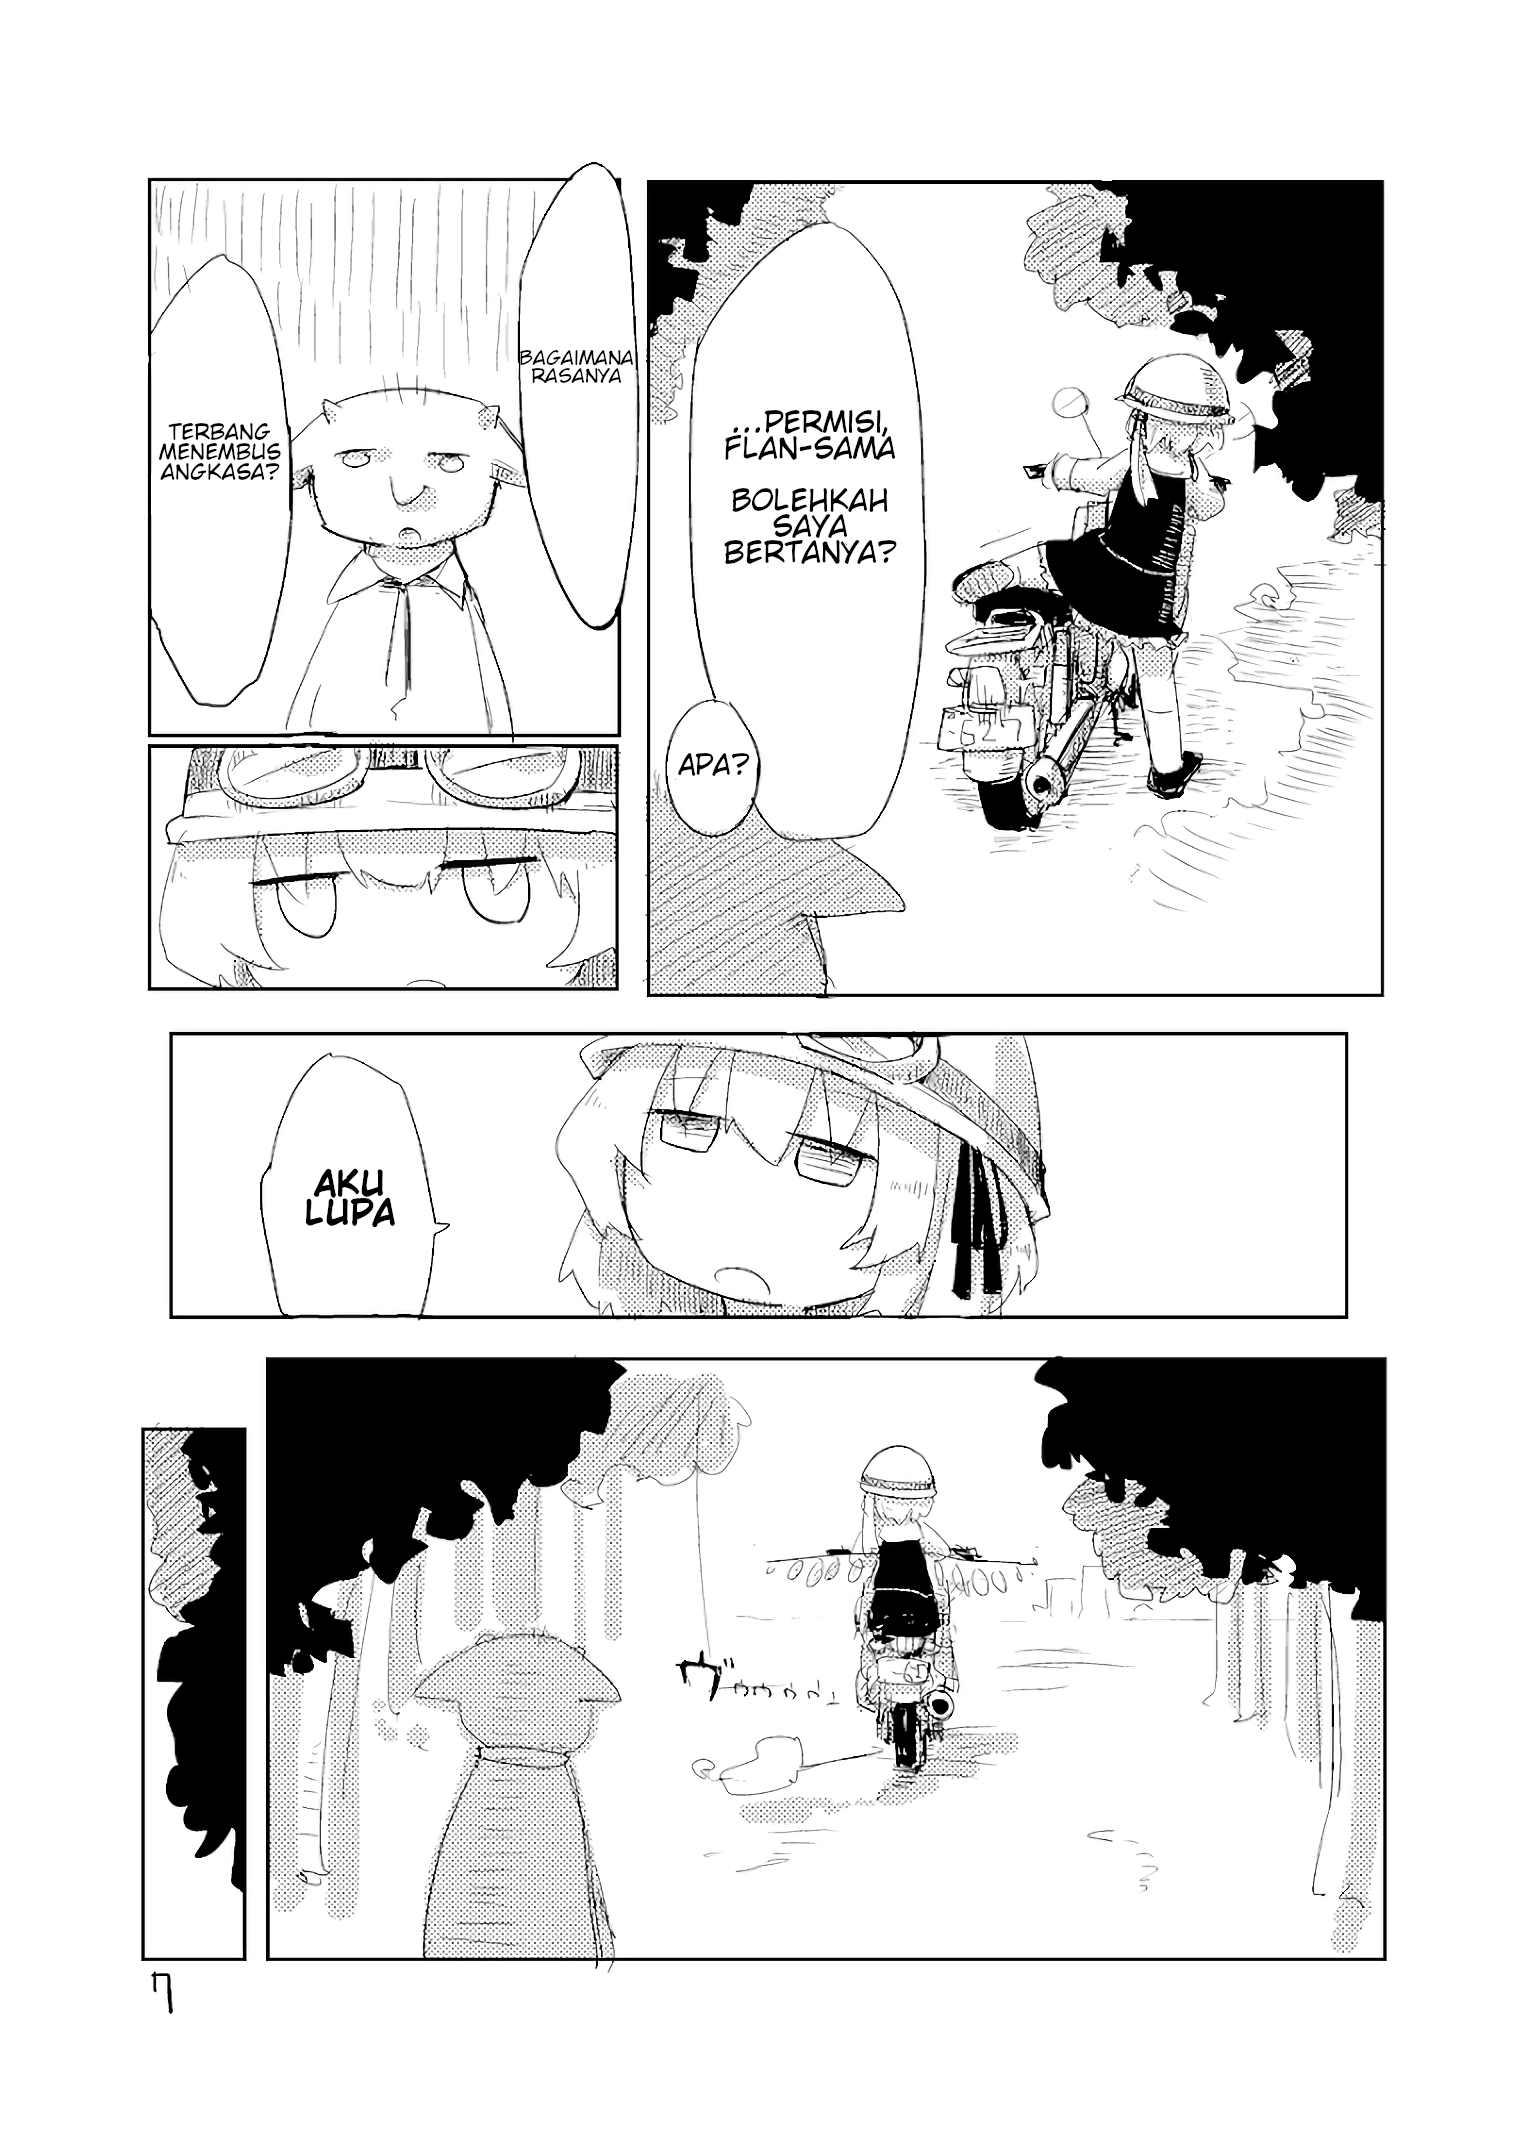 ...PERMISI,
FLAN-SAMA
BOLEHKAH
SAYA
BERTANYA?
APA?
BAGAIMANA
RASANYA
TERBANG
MENEMBUS
ANGKASA?
AKU
LUPA
7